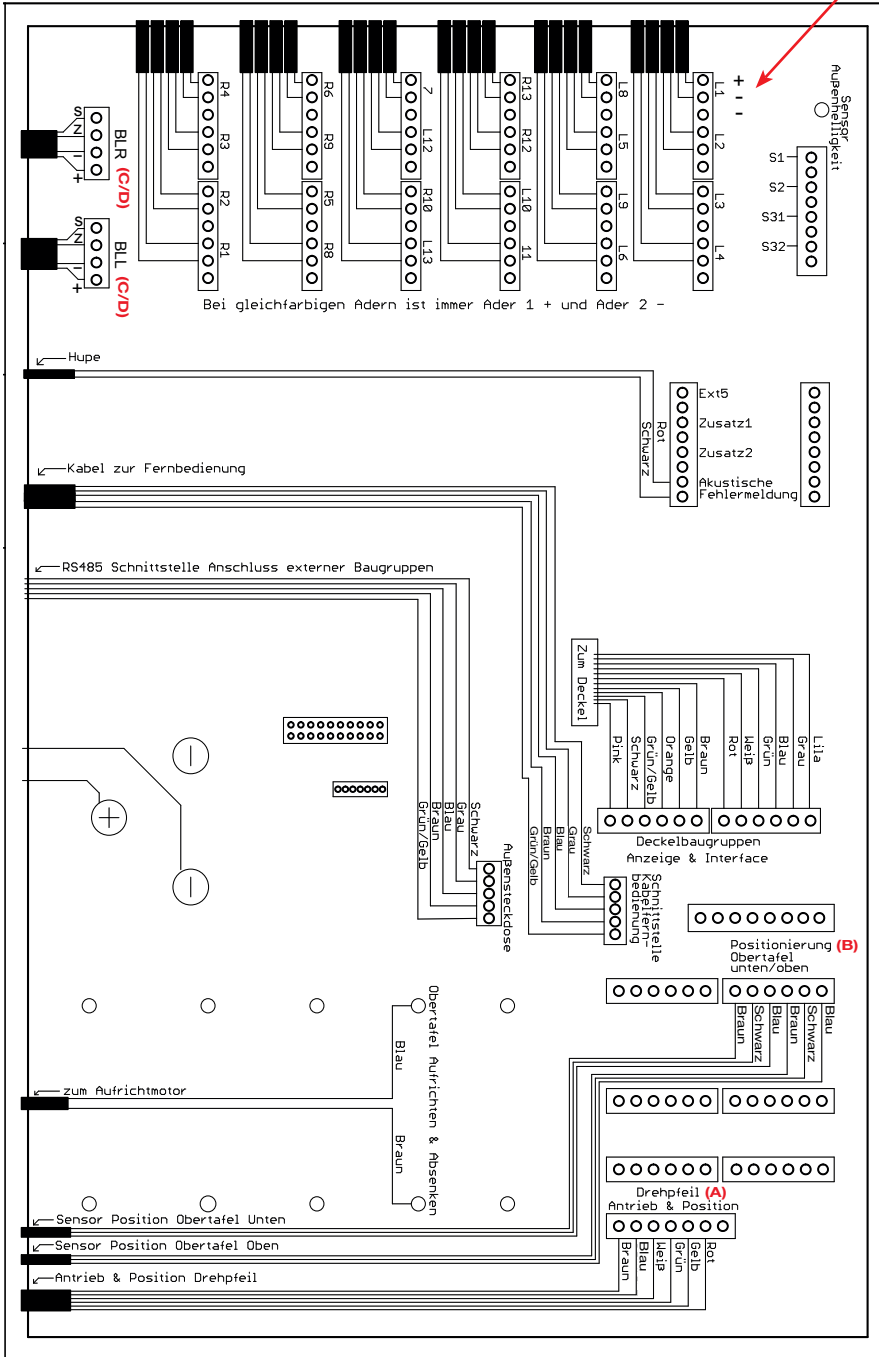 R4
R3
R2
R1
R6
R9
R5
R8
7
L12
R10
L13
R13
R12
L10
11
L8
L5
L9
L6
L1
L2
L3
L4
+
-
-
Sensor
Außenhelligkeit
S1
S2
S31
S32
S
Z
-
+
BLR (C/D)
S
Z
-
+
BLL (C/D)
Bei gleichfarbigen Adern ist immer Ader 1 + und Ader 2 -
Hupe
Rot
Schwarz
Ext5
Zusatz1
Zusatz2
Akustische
Fehlermeldung
Kabel zur Fernbedienung
RS485 Schnittstelle Anschluss externer Baugruppen
Zum Deckel
Pink
Schwarz
Grün/Gelb
Orange
Gelb
Braun
Rot
Weiß
Grün
Blau
Grau
Lila
Deckelbaugruppen
Anzeige & Interface
Schwarz
Grau
Blau
Braun
Grün/Gelb
Außensteckdose
Schwarz
Grau
Blau
Braun
Grün/Gelb
Schnittstelle
Kabelfern-
bedienung
Positionierung (B)
Obertafel
unten/oben
Braun
Schwarz
Blau
Braun
Schwarz
Blau
-
+
-
Obertafel Aufrichten & Absenken
Blau
Braun
zum Aufrichtmotor
Drehpfeil (A)
Antrieb & Position
Braun
Blau
Weiß
Grün
Gelb
Rot
Sensor Position Obertafel Unten
Sensor Position Obertafel Oben
Antrieb & Position Drehpfeil